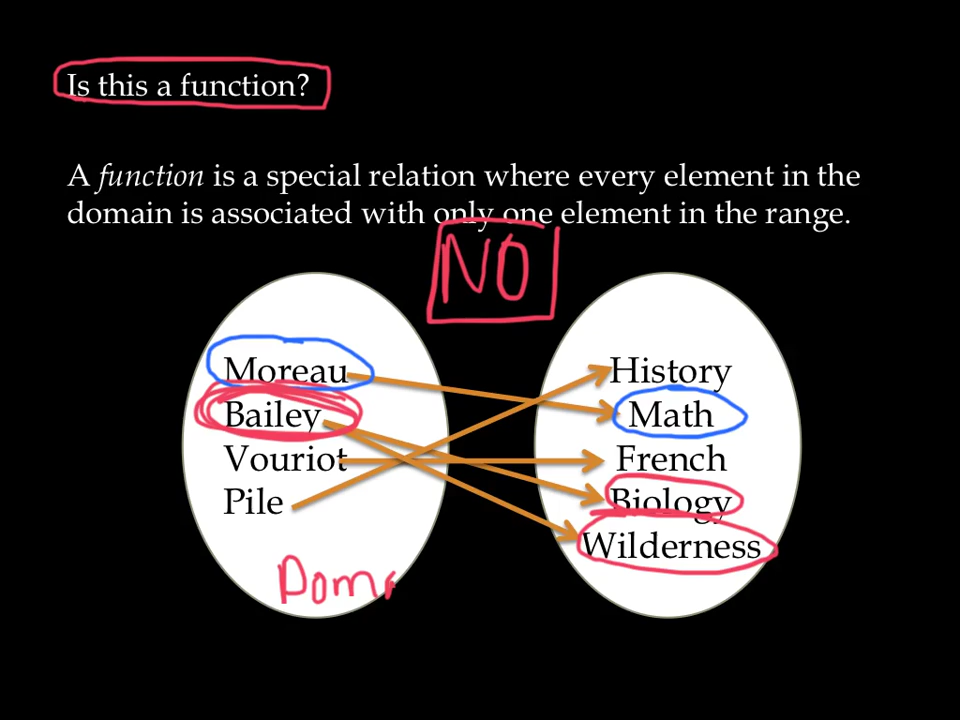 Is this a function?
A function is a special relation where every element in the
domain is associated with only one element in the range.
NO
Moreau
Bailey
Vouriot
Pile
Doma
History
Math
French
Biology
Wilderness